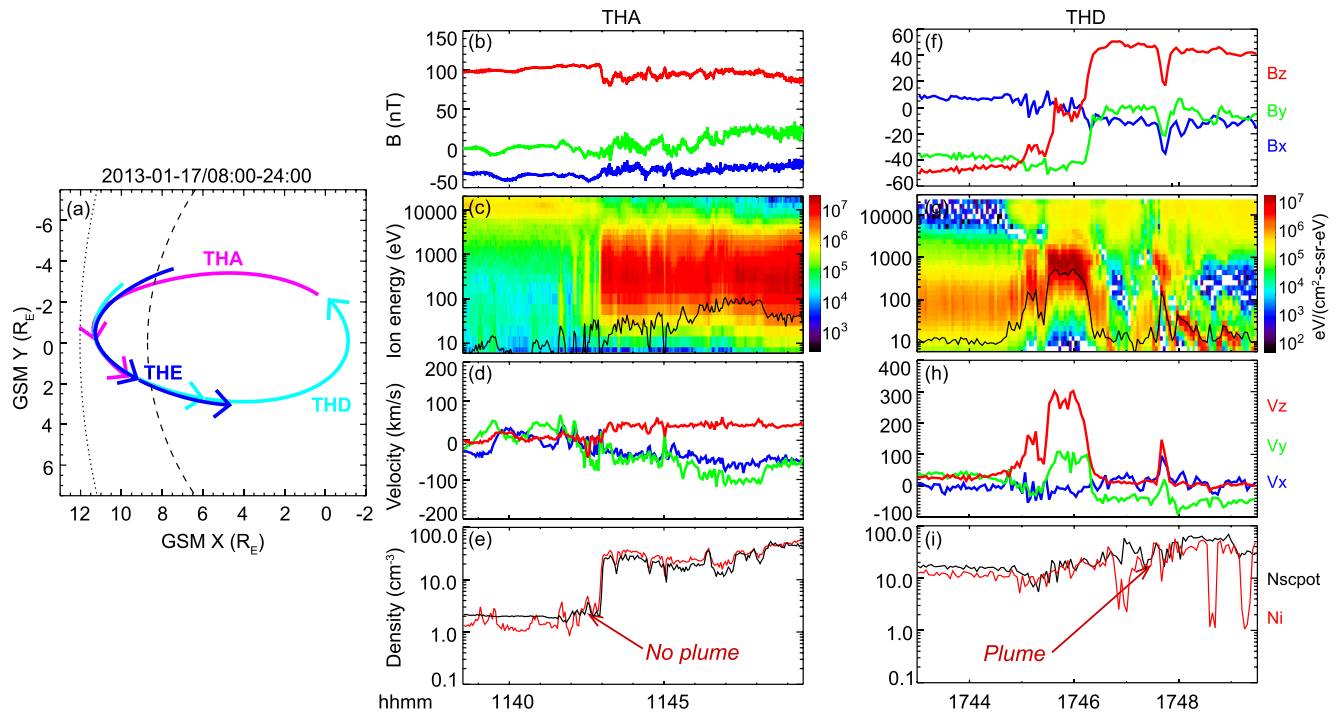 THA
THD
2013-01-17/08:00-24:00
(a)
THA
THE
THD
-6
-4
-2
0
2
4
6
GSM Y (R_E)
12 10 8 6 4 2 0 -2
GSM X (R_E)
(b)
150
100
50
0
-50
B (nT)
(c)
10000
1000
100
10
Ion energy (eV)
10^7
10^6
10^5
10^4
10^3
(d)
200
100
0
-100
-200
Velocity (km/s)
(e)
100.0
10.0
1.0
0.1
Density (cm^-3)
No plume
hhmm 1140 1145
(f)
60
40
20
0
-20
-40
-60
Bz
By
Bx
(g)
10000
1000
100
10
10^7
10^6
10^5
10^4
10^3
10^2
eV/(cm^2-s-sr-eV)
(h)
400
300
200
100
0
-100
Vz
Vy
Vx
(i)
100.0
10.0
1.0
0.1
Nscpot
Ni
Plume
1744 1746 1748